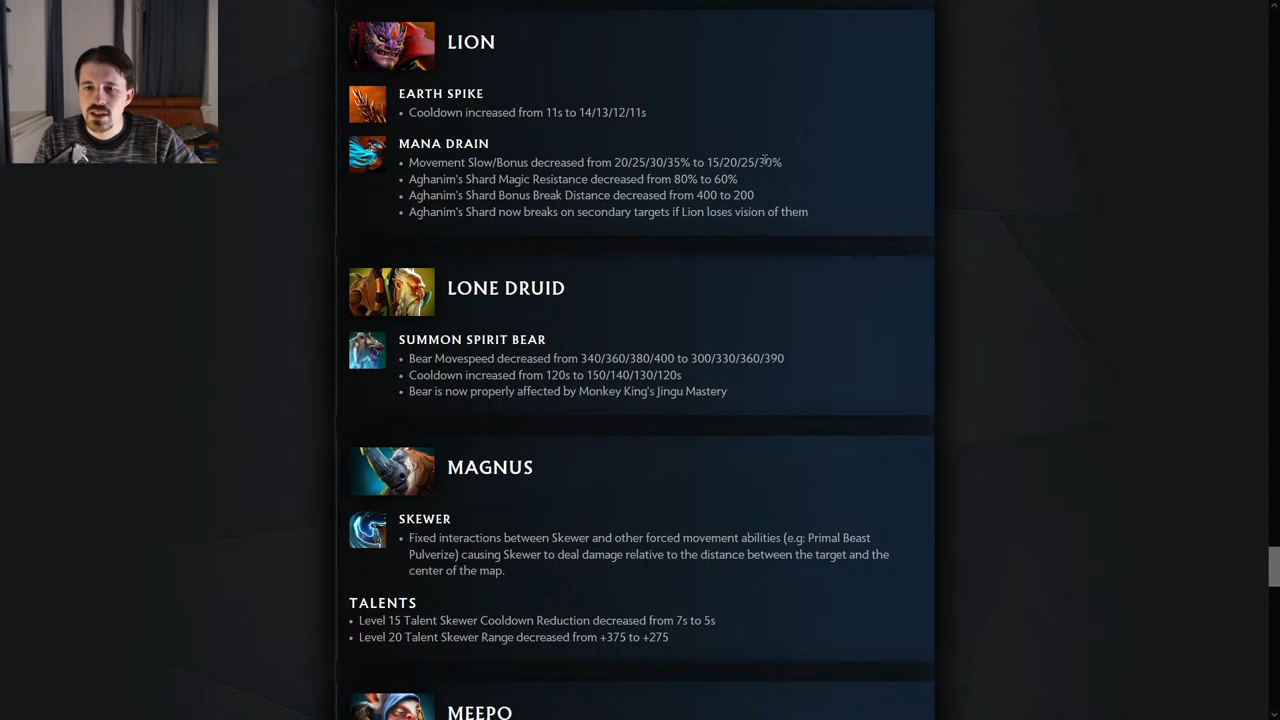 LION
EARTH SPIKE
• Cooldown increased from 11s to 14/13/12/11s
MANA DRAIN
• Movement Slow/Bonus decreased from 20/25/30/35% to 15/20/25/30%
• Aghanim's Shard Magic Resistance decreased from 80% to 60%
• Aghanim's Shard Bonus Break Distance decreased from 400 to 200
• Aghanim's Shard now breaks on secondary targets if Lion loses vision of them
LONE DRUID
SUMMON SPIRIT BEAR
• Bear Movespeed decreased from 340/360/380/400 to 300/330/360/390
• Cooldown increased from 120s to 150/140/130/120s
• Bear is now properly affected by Monkey King's Jingu Mastery
MAGNUS
SKEWER
• Fixed interactions between Skewer and other forced movement abilities (e.g: Primal Beast
Pulverize) causing Skewer to deal damage relative to the distance between the target and the
center of the map.
TALENTS
• Level 15 Talent Skewer Cooldown Reduction decreased from 7s to 5s
• Level 20 Talent Skewer Range decreased from +375 to +275
MEEPO